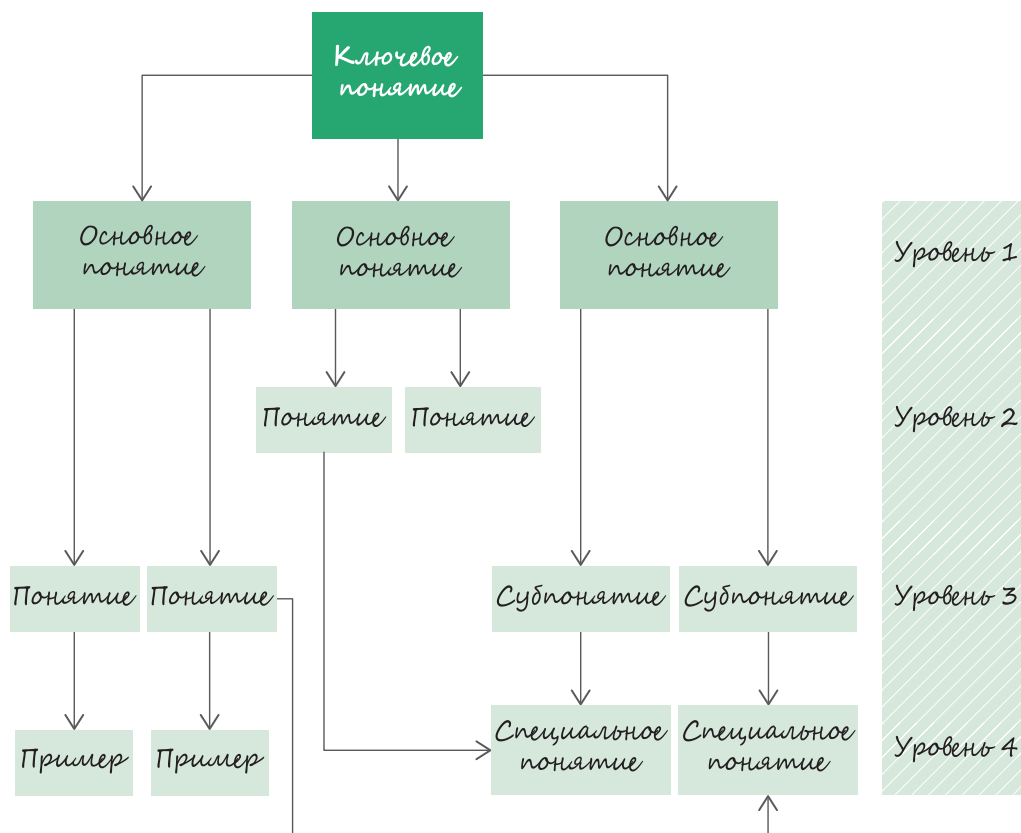 Ключевое
понятие
Основное
понятие
Основное
понятие
Основное
понятие
Уровень 1
Понятие
Понятие
Уровень 2
Понятие
Понятие
Субпонятие
Субпонятие
Уровень 3
Пример
Пример
Специальное
понятие
Специальное
понятие
Уровень 4